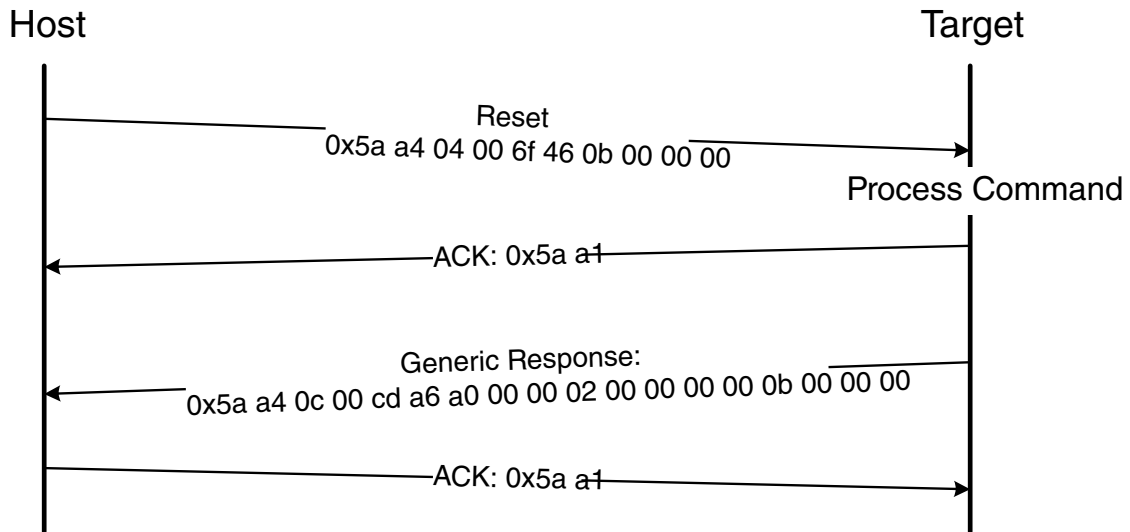 Host
Target
Reset
0x5a a4 04 00 6f 46 0b 00 00 00
Process Command
ACK: 0x5a a1
Generic Response:
0x5a a4 0c 00 cd a6 a0 00 00 02 00 00 00 00 0b 00 00 00
ACK: 0x5a a1